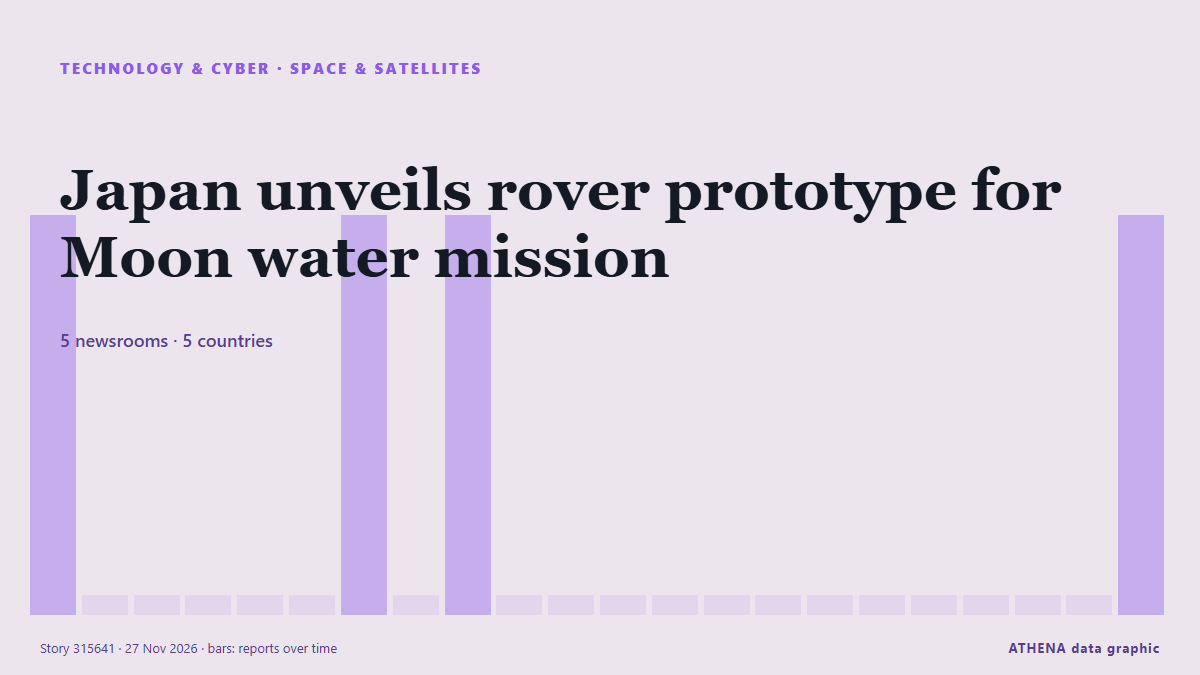 TECHNOLOGY & CYBER · SPACE & SATELLITES
Japan unveils rover prototype for
Moon water mission
5 newsrooms · 5 countries
Story 315641 · 27 Nov 2026 · bars: reports over time
ATHENA data graphic